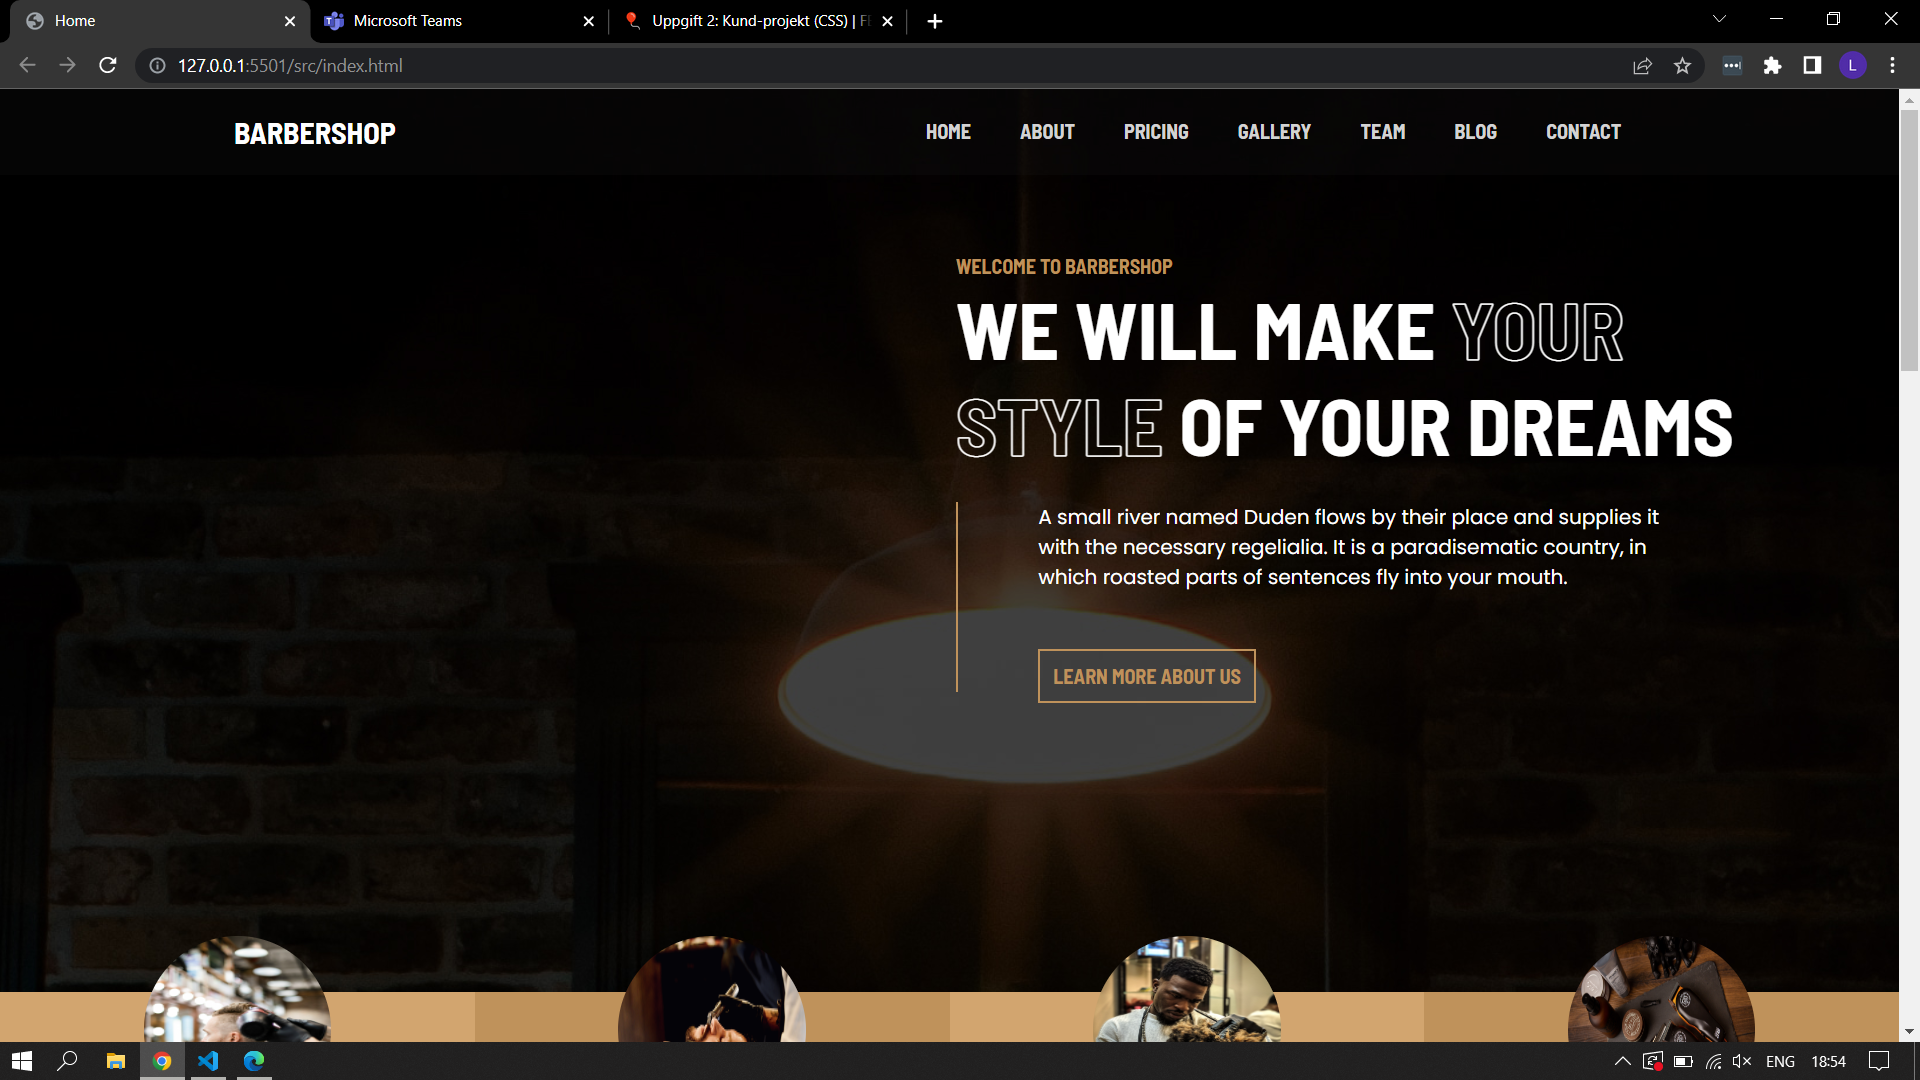 Home
Microsoft Teams
Uppgift 2: Kund-projekt (CSS) | FE
127.0.0.1:5501/src/index.html
L
BARBERSHOP
HOME ABOUT PRICING GALLERY TEAM BLOG CONTACT
WELCOME TO BARBERSHOP
WE WILL MAKE YOUR
STYLE OF YOUR DREAMS
A small river named Duden flows by their place and supplies it
with the necessary regelialia. It is a paradisematic country, in
which roasted parts of sentences fly into your mouth.
LEARN MORE ABOUT US
ENG 18:54